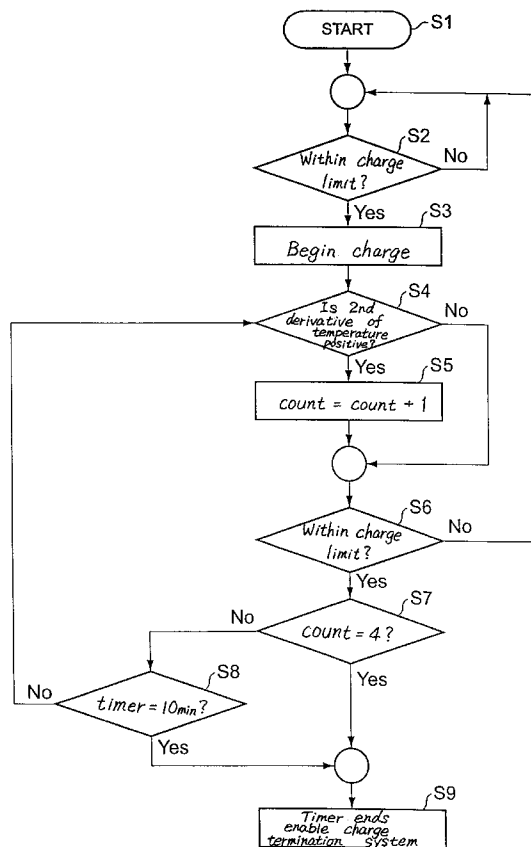 START
S1
S2
Within charge
limit?
No
Yes
S3
Begin charge
S4
Is 2nd
derivative of
temperature
positive?
No
Yes
S5
count = count + 1
S6
Within charge
limit?
No
Yes
S7
No
count = 4 ?
S8
No
timer = 10min?
Yes
Yes
S9
Timer ends
enable charge
termination system